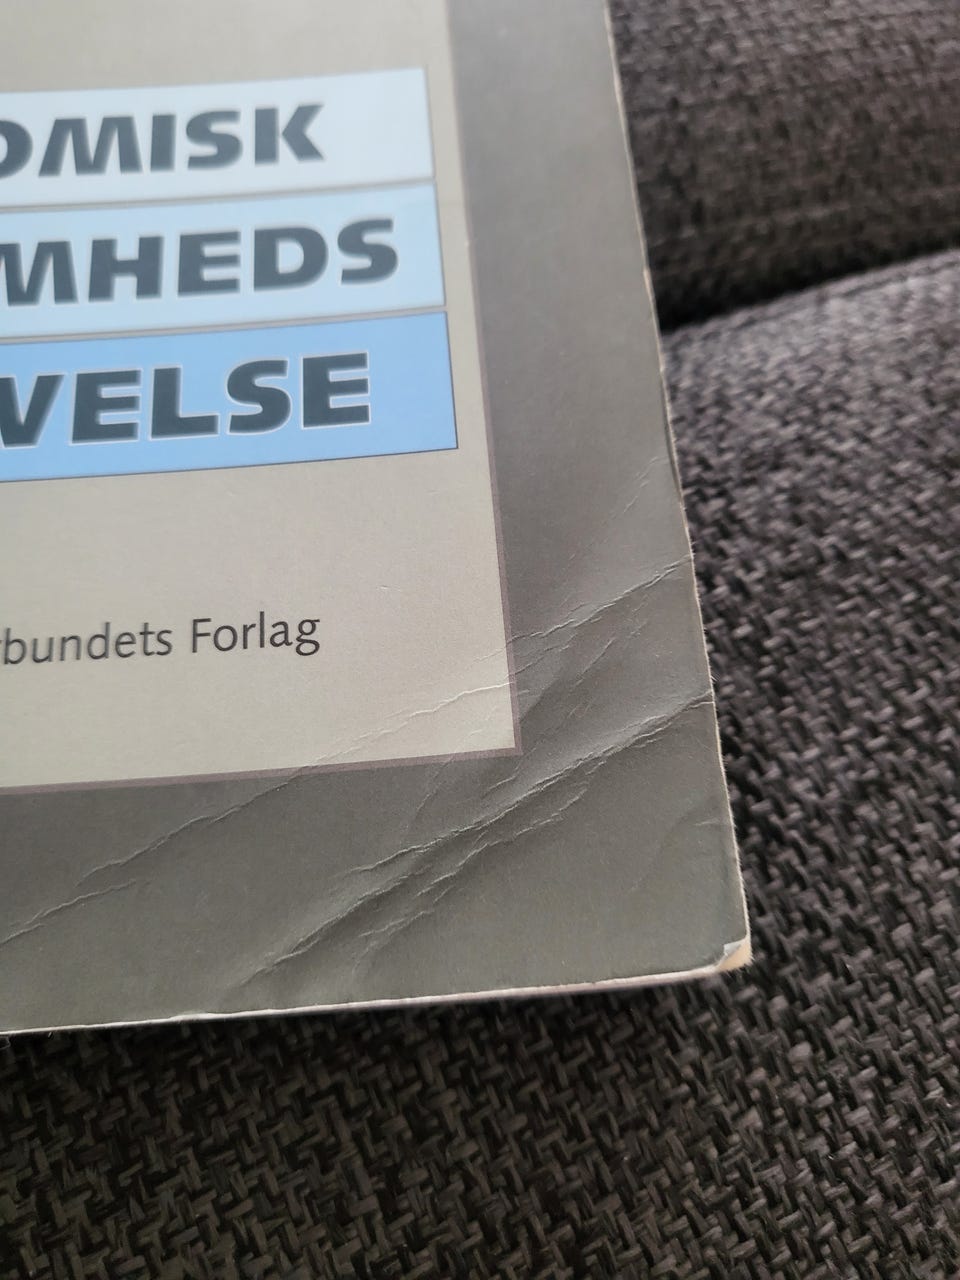 OMISK
MHEDS
VELSE
rbundets Forlag